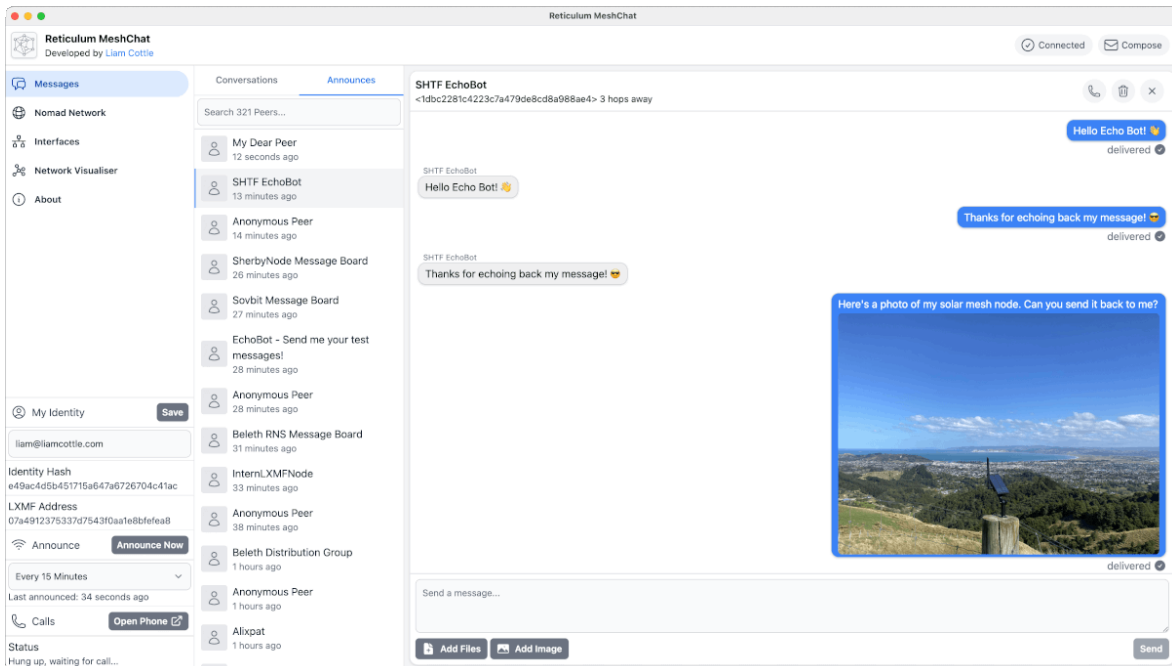 Reticulum MeshChat
Reticulum MeshChat
Developed by Liam Cottle
Connected
Compose
Messages
Nomad Network
Interfaces
Network Visualiser
About
My Identity
Save
liam@liamcottle.com
Identity Hash
e49ac4d5b451715a647a6726704c41ac
LXMF Address
07a4912375337d7543f0aa1e8bfefea8
Announce
Announce Now
Every 15 Minutes
Last announced: 34 seconds ago
Calls
Open Phone
Status
Hung up, waiting for call...
Conversations
Announces
Search 321 Peers...
My Dear Peer
12 seconds ago
SHTF EchoBot
13 minutes ago
Anonymous Peer
14 minutes ago
SherbyNode Message Board
26 minutes ago
Sovbit Message Board
27 minutes ago
EchoBot - Send me your test
messages!
28 minutes ago
Anonymous Peer
28 minutes ago
Beleth RNS Message Board
31 minutes ago
InternLXMFNode
33 minutes ago
Anonymous Peer
38 minutes ago
Beleth Distribution Group
1 hours ago
Anonymous Peer
1 hours ago
Alixpat
1 hours ago
SHTF EchoBot
<1dbc2281c4223c7a479de8cd8a988ae4> 3 hops away
Hello Echo Bot! 👋
delivered
SHTF EchoBot
Hello Echo Bot! 👋
Thanks for echoing back my message! 😎
delivered
SHTF EchoBot
Thanks for echoing back my message! 😎
Here's a photo of my solar mesh node. Can you send it back to me?
delivered
Send a message...
Add Files
Add Image
Send